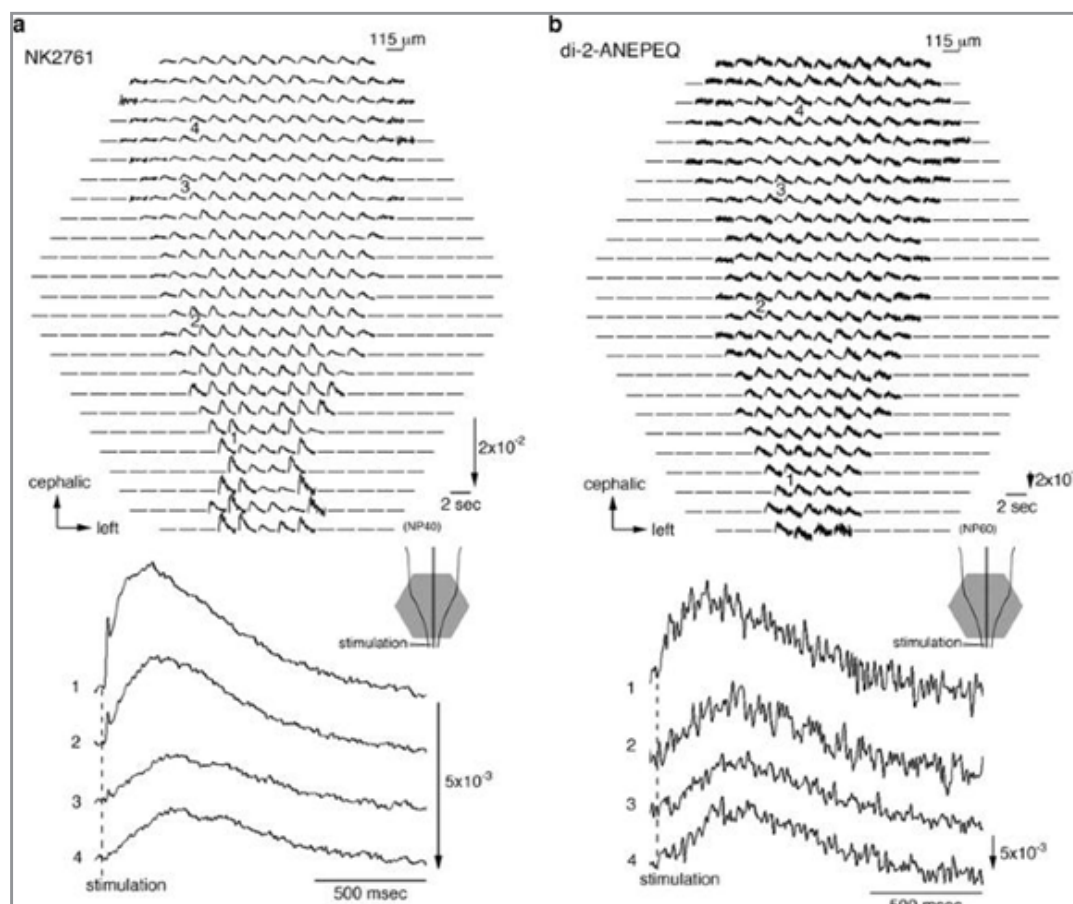 a
NK2761
115 µm
4
3
2
1
2x10-2
2 sec
cephalic
left
(NP40)
stimulation
1
2
3
4
5x10-3
stimulation
500 msec
b
di-2-ANEPEQ
115 µm
4
3
2
1
2x10
2 sec
cephalic
left
(NP60)
stimulation
1
2
3
4
5x10-3
stimulation